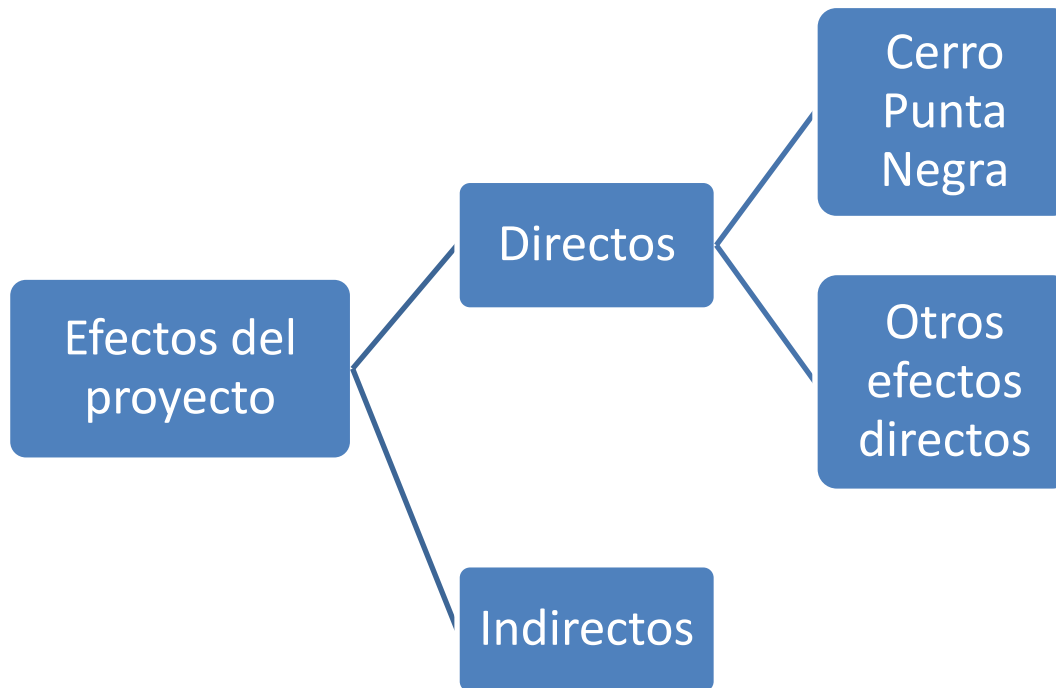 Efectos del
proyecto
Directos
Cerro
Punta
Negra
Otros
efectos
directos
Indirectos